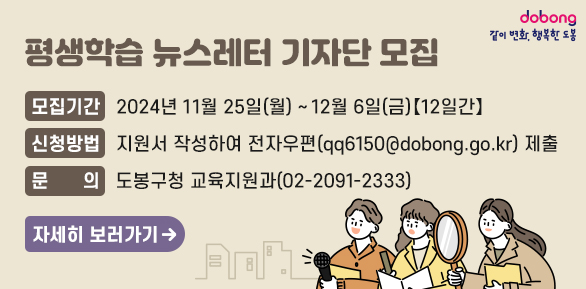 dobong
같이 변화, 행복한 도봉
평생학습 뉴스레터 기자단 모집
모집기간 2024년 11월 25일(월) ~ 12월 6일(금)【12일간】
신청방법 지원서 작성하여 전자우편(qq6150@dobong.go.kr) 제출
문 의 도봉구청 교육지원과(02-2091-2333)
자세히 보러가기 →